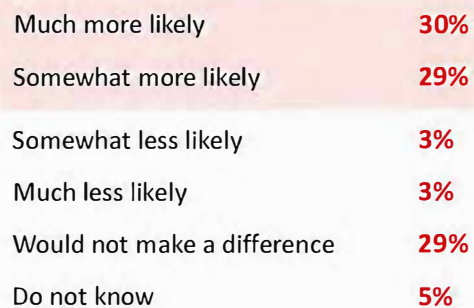 Much more likely 30%
Somewhat more likely 29%
Somewhat less likely 3%
Much less likely 3%
Would not make a difference 29%
Do not know 5%